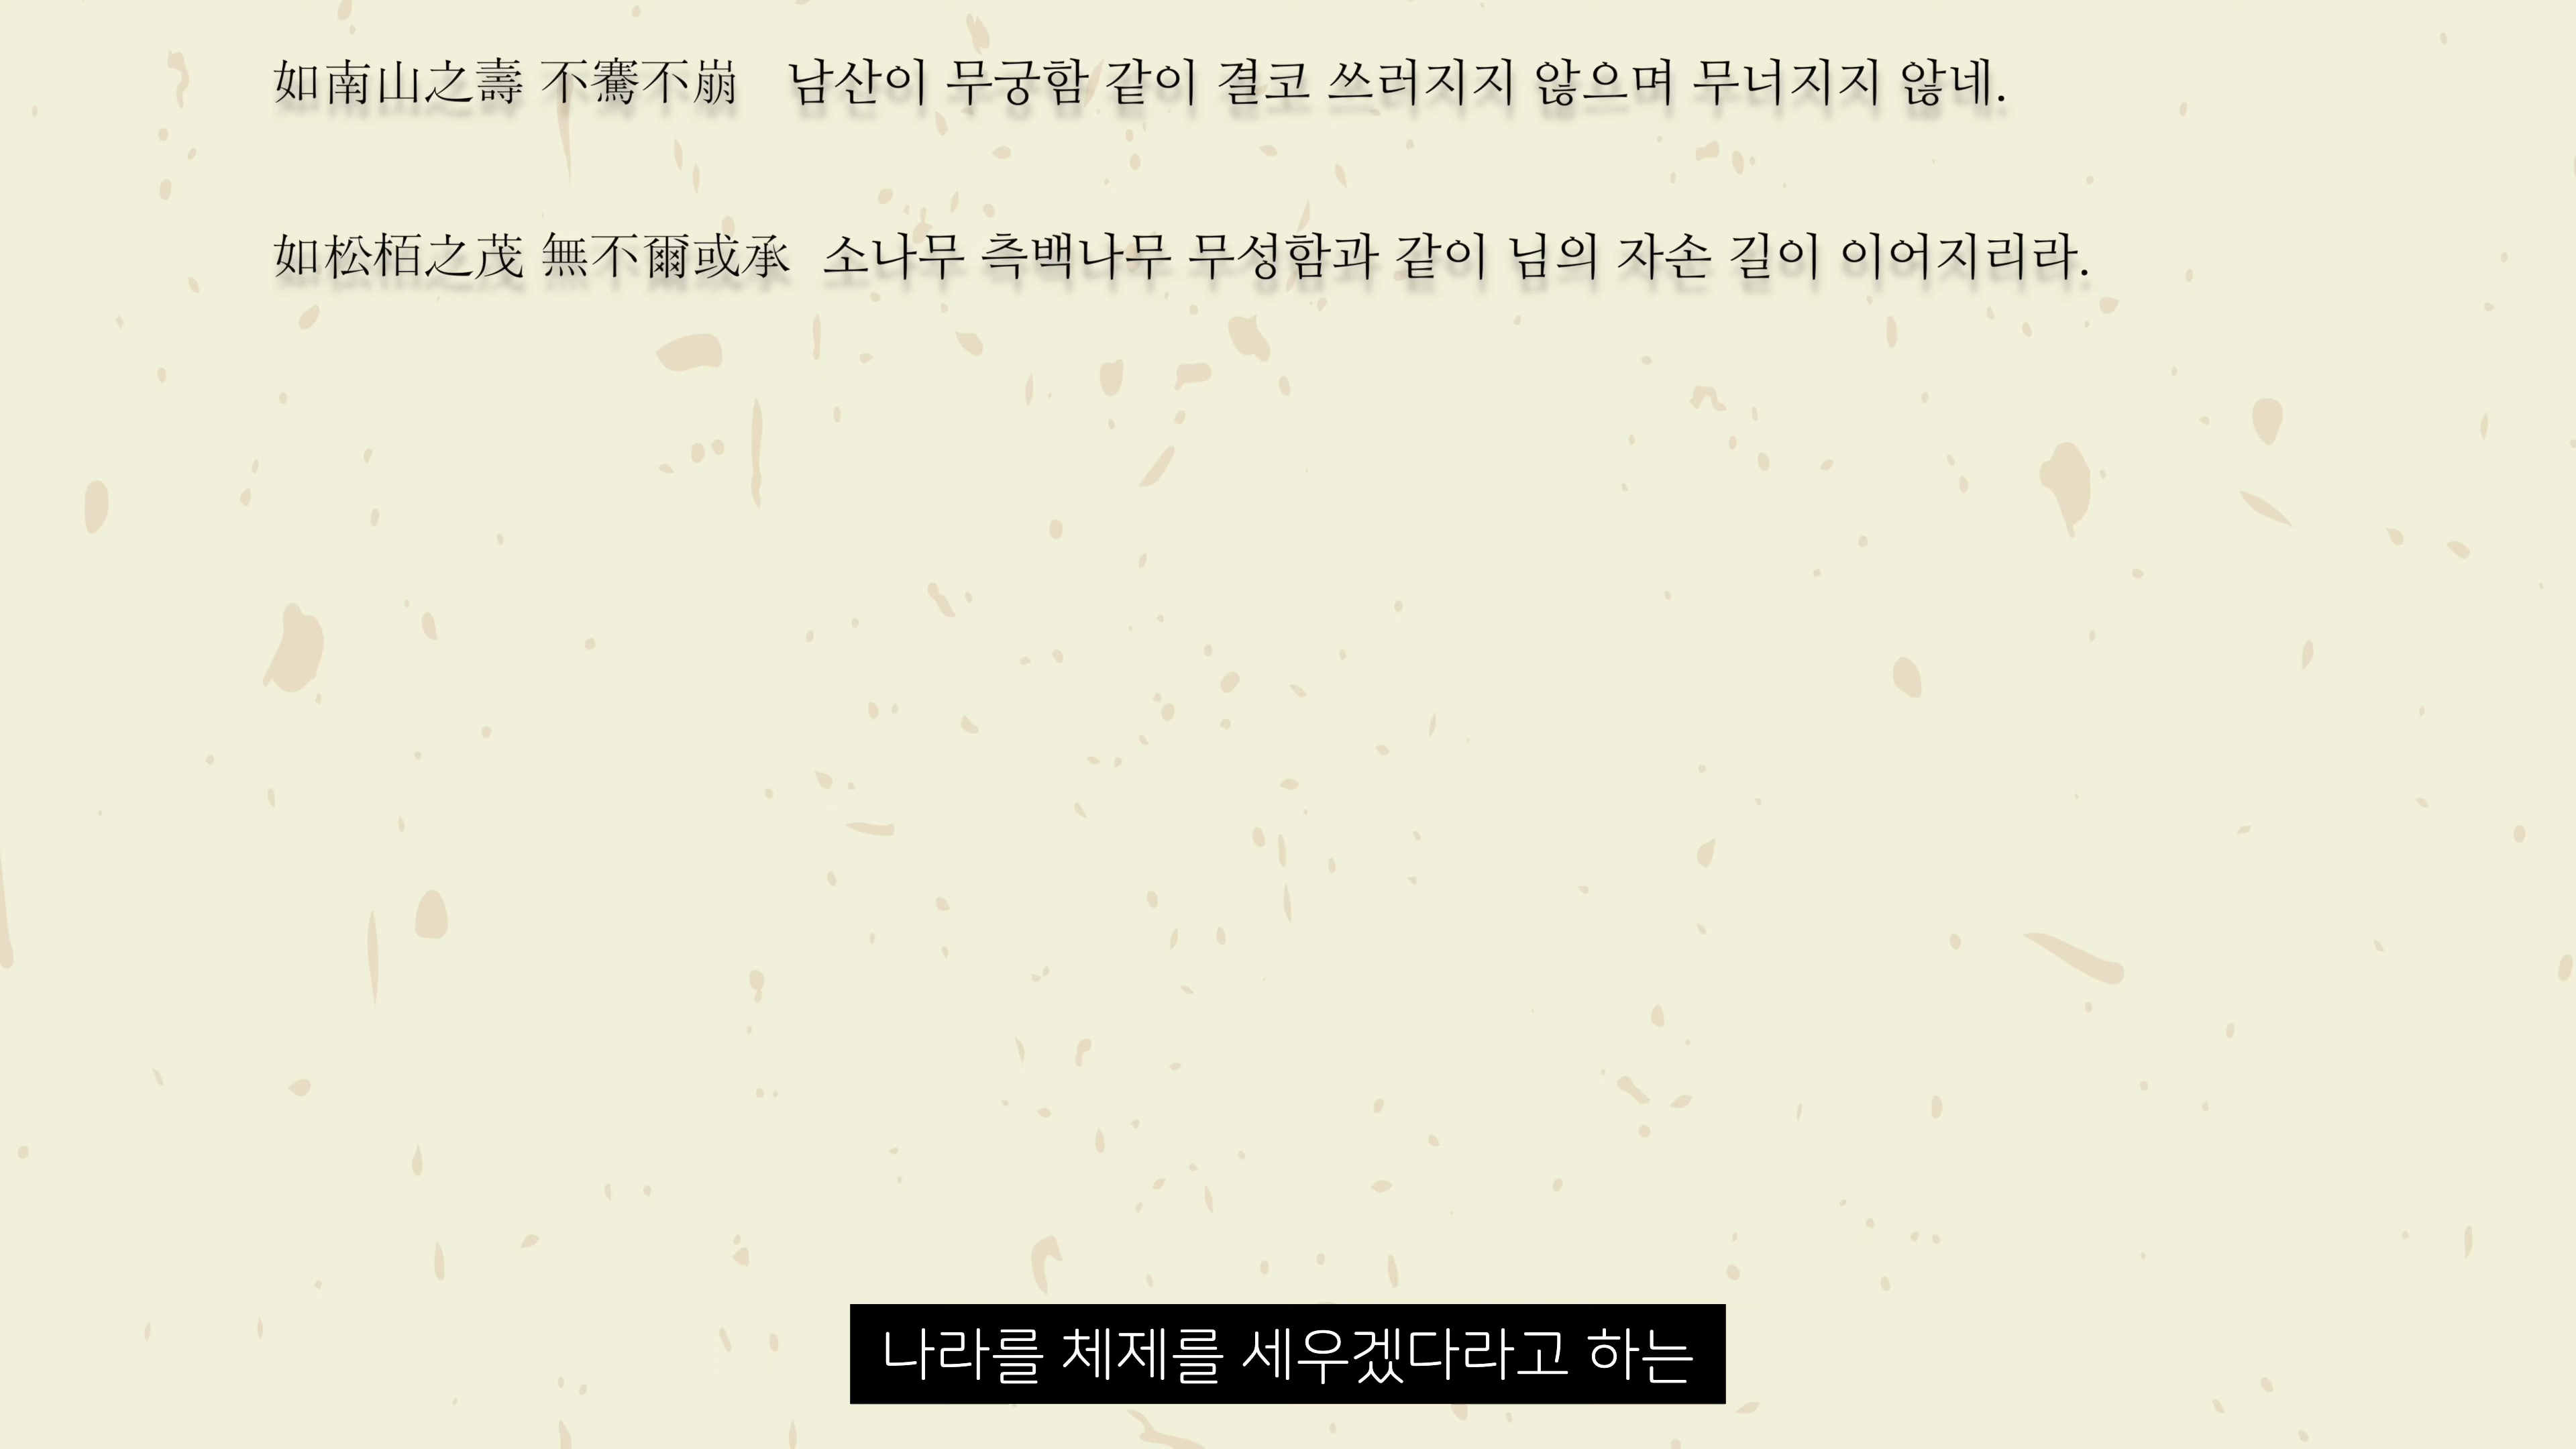 如南山之壽 不騫不崩 남산이 무궁함 같이 결코 쓰러지지 않으며 무너지지 않네.
如松栢之茂 無不爾或承 소나무 측백나무 무성함과 같이 님의 자손 길이 이어지리라.
나라를 체제를 세우겠다라고 하는